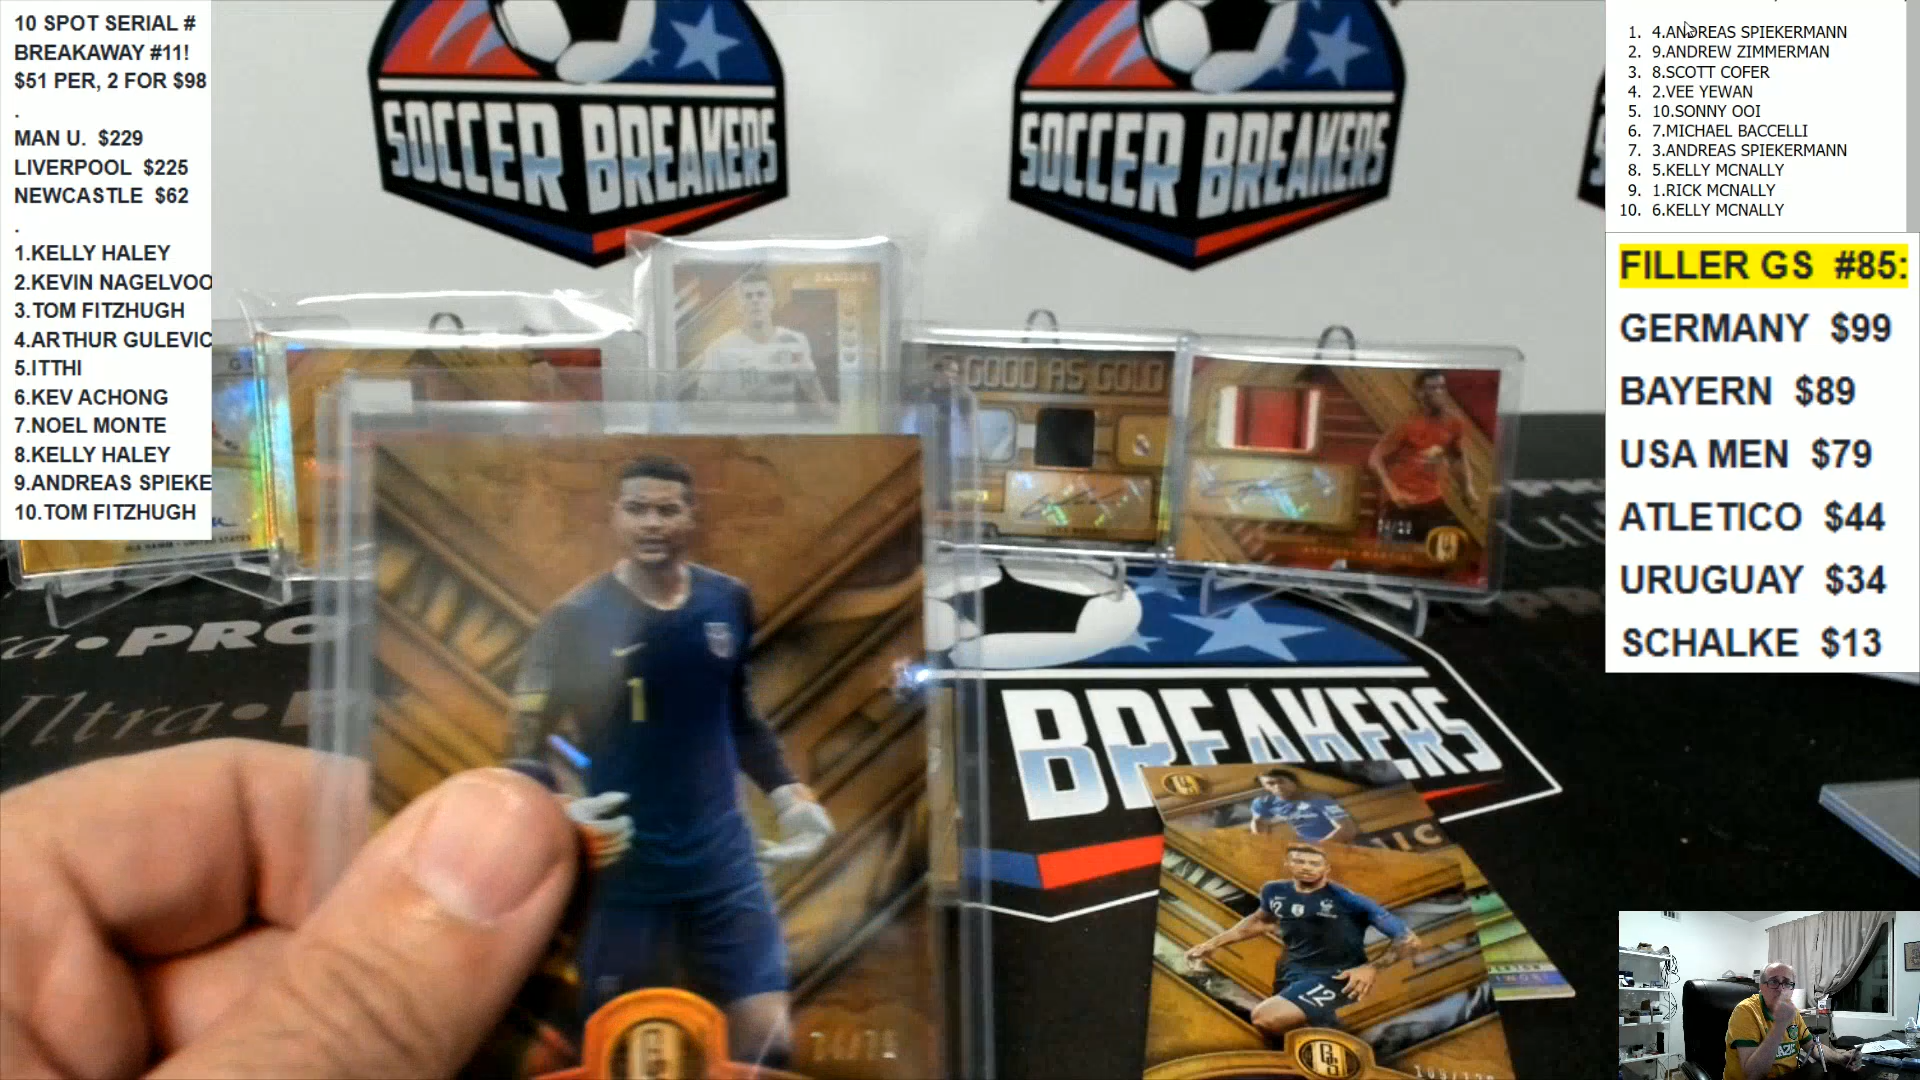 10 SPOT SERIAL #
BREAKAWAY #11!
$51 PER, 2 FOR $98
.
MAN U. $229
LIVERPOOL $225
NEWCASTLE $62
.
1.KELLY HALEY
2.KEVIN NAGELVOO
3.TOM FITZHUGH
4.ARTHUR GULEVIC
5.ITTHI
6.KEV ACHONG
7.NOEL MONTE
8.KELLY HALEY
9.ANDREAS SPIEKE
10.TOM FITZHUGH
SOCCER BREAKERS
SOCCER BREAKERS
1. 4.ANDREAS SPIEKERMANN
2. 9.ANDREW ZIMMERMAN
3. 8.SCOTT COFER
4. 2.VEE YEWAN
5. 10.SONNY OOI
6. 7.MICHAEL BACCELLI
7. 3.ANDREAS SPIEKERMANN
8. 5.KELLY MCNALLY
9. 1.RICK MCNALLY
10. 6.KELLY MCNALLY
FILLER GS #85:
GERMANY $99
BAYERN $89
USA MEN $79
ATLETICO $44
URUGUAY $34
SCHALKE $13
GOOD AS GOLD
PRO
BREAKERS
1
12
12